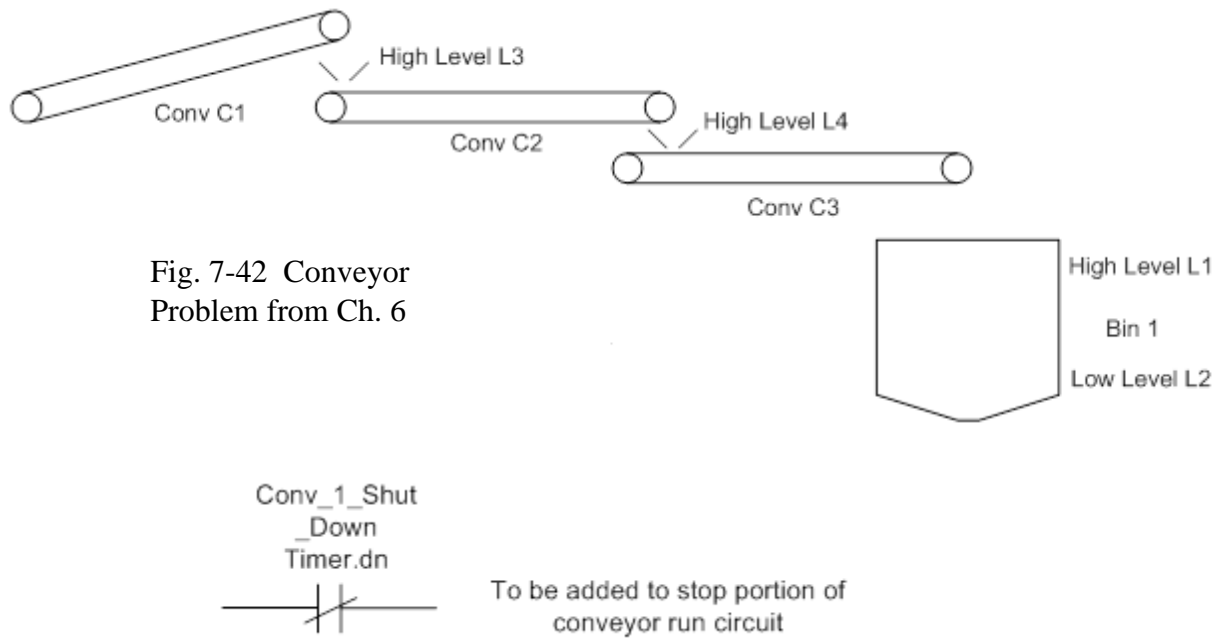 High Level L3
Conv C1
High Level L4
Conv C2
Conv C3
Fig. 7-42 Conveyor
Problem from Ch. 6
High Level L1
Bin 1
Low Level L2
Conv_1_Shut
_Down
Timer.dn
To be added to stop portion of
conveyor run circuit